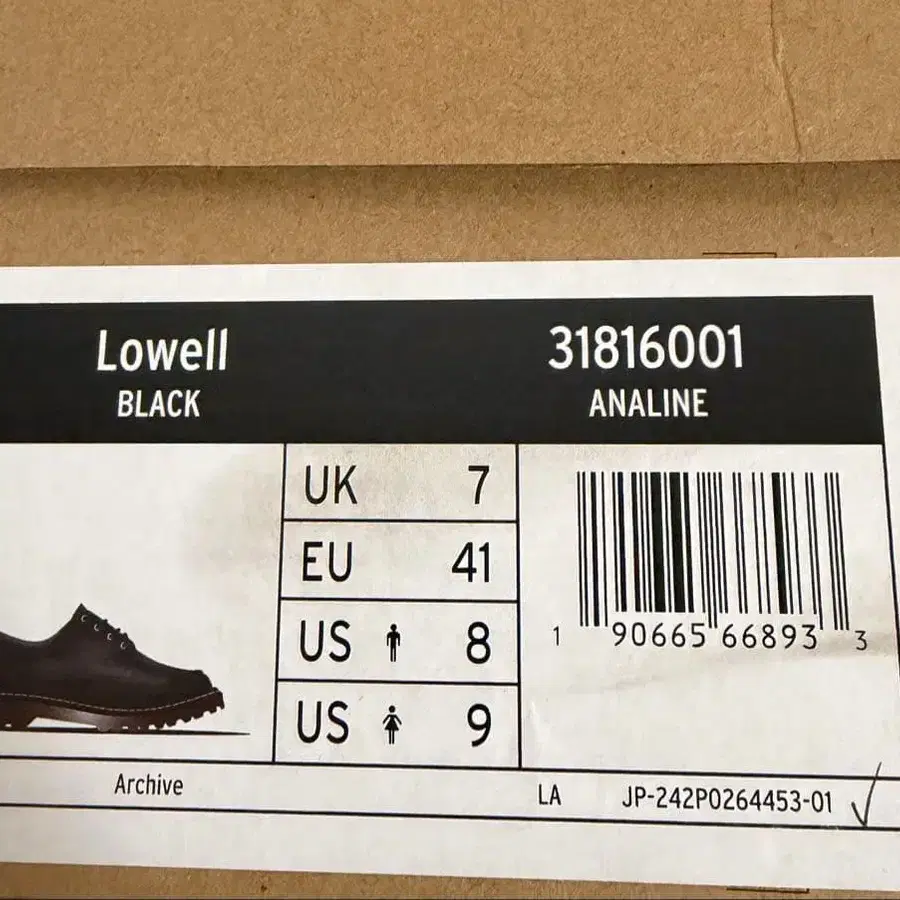 Lowell
BLACK
31816001
ANALINE
UK 7
EU 41
US 8
US 9
1 90665 66893 3
Archive
LA JP-242P0264453-01